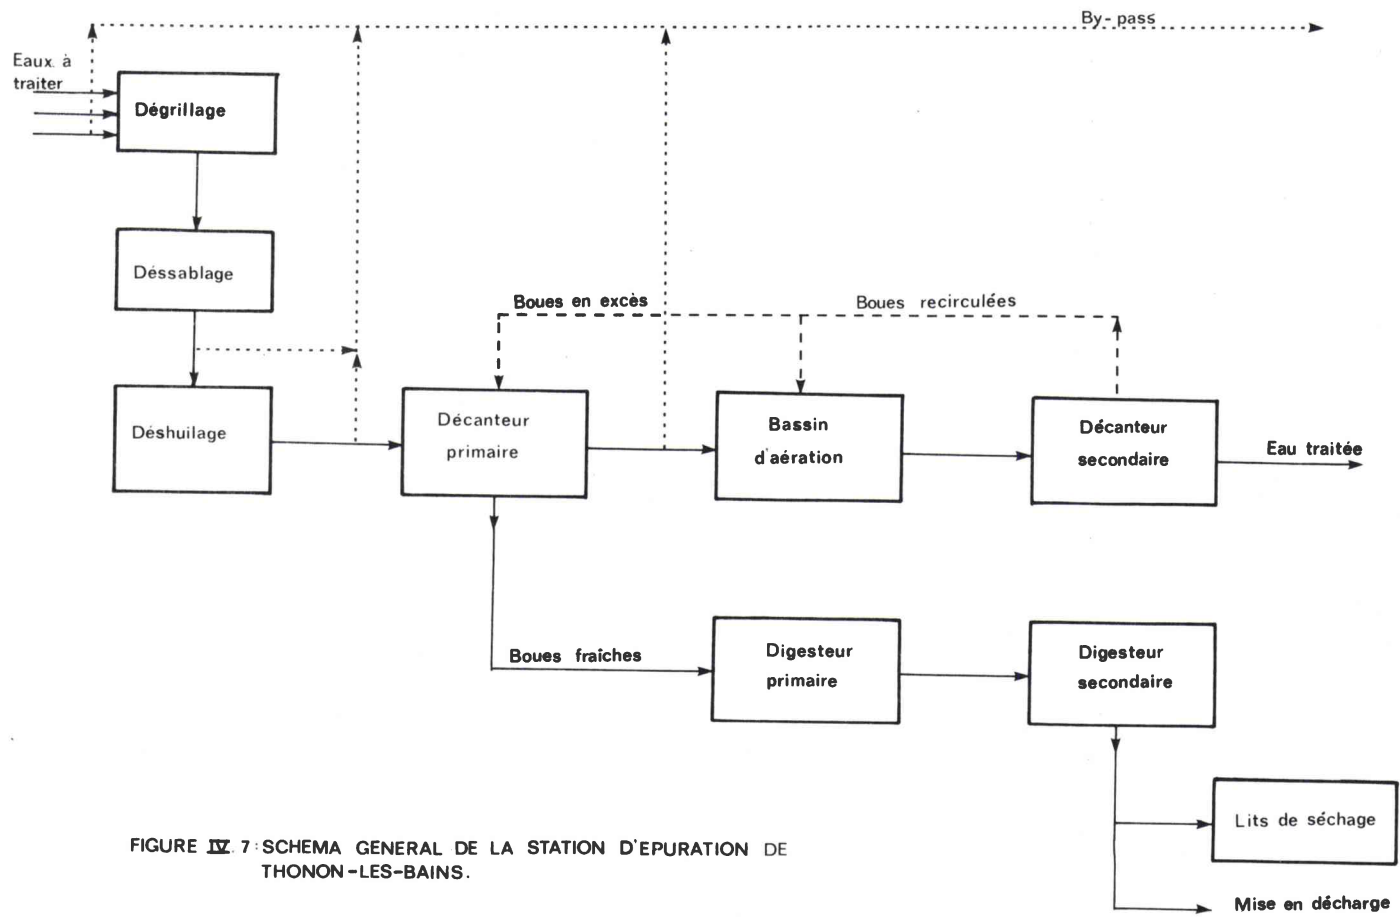 By-pass
Eaux à
traiter
Dégrillage
Déssablage
Boues en excès
Boues recirculées
Déshuilage
Décanteur
primaire
Bassin
d'aération
Décanteur
secondaire
Eau traitée
Boues fraîches
Digesteur
primaire
Digesteur
secondaire
Lits de séchage
Mise en décharge
FIGURE IV. 7: SCHEMA GENERAL DE LA STATION D'EPURATION DE
THONON-LES-BAINS.